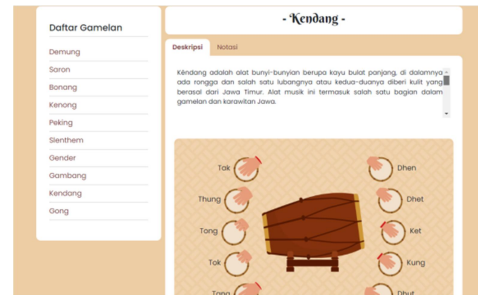 Daftar Gamelan
Demung
Saron
Bonang
Kenong
Peking
Slenthem
Gender
Gambang
Kendang
Gong
- Kendang -
Deskripsi Notasi
Kêndang adalah alat bunyi-bunyian berupa kayu bulat panjang, di dalamnya
ada rongga dan salah satu lubangnya atau kedua-duanya diberi kulit yang
berasal dari Jawa Timur. Alat musik ini termasuk salah satu bagian dalam
gamelan dan karawitan Jawa.
Tak Dhen
Thung Dhet
Tong Ket
Tok Kung
Dhut